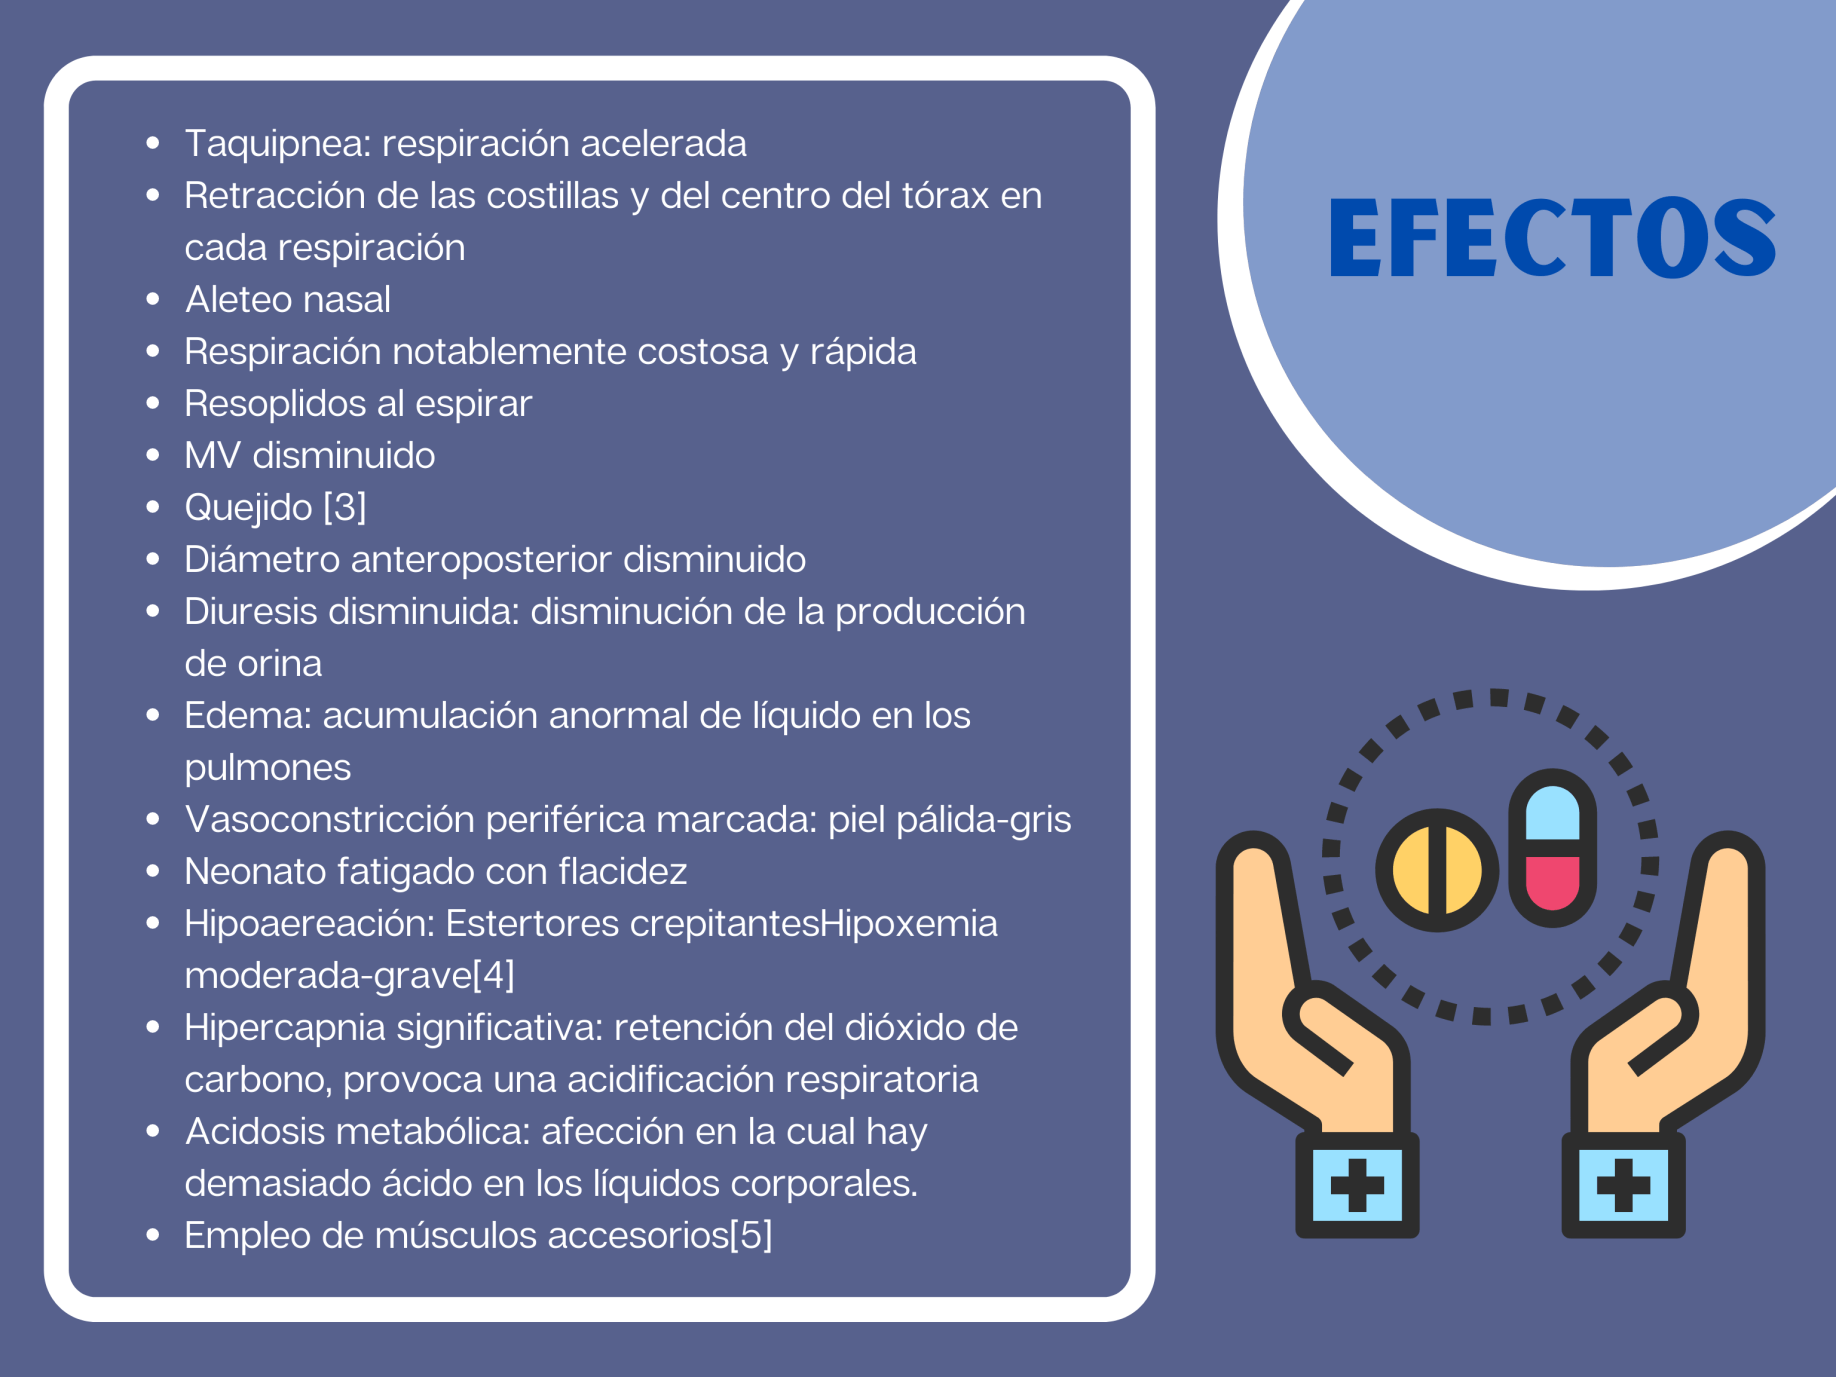 EFECTOS
• Taquipnea: respiración acelerada
• Retracción de las costillas y del centro del tórax en
cada respiración
• Aleteo nasal
• Respiración notablemente costosa y rápida
• Resoplidos al espirar
• MV disminuido
• Quejido [3]
• Diámetro anteroposterior disminuido
• Diuresis disminuida: disminución de la producción
de orina
• Edema: acumulación anormal de líquido en los
pulmones
• Vasoconstricción periférica marcada: piel pálida-gris
• Neonato fatigado con flacidez
• Hipoaereación: Estertores crepitantesHipoxemia
moderada-grave[4]
• Hipercapnia significativa: retención del dióxido de
carbono, provoca una acidificación respiratoria
• Acidosis metabólica: afección en la cual hay
demasiado ácido en los líquidos corporales.
• Empleo de músculos accesorios[5]